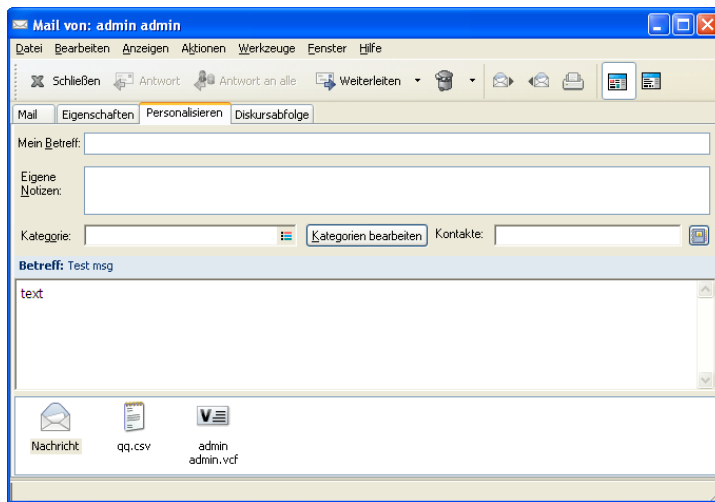 Mail von: admin admin
Datei Bearbeiten Anzeigen Aktionen Werkzeuge Fenster Hilfe
Schließen Antwort Antwort an alle Weiterleiten
Mail Eigenschaften Personalisieren Diskursabfolge
Mein Betreff:
Eigene
Notizen:
Kategorie: Kategorien bearbeiten Kontakte:
Betreff: Test msg
text
Nachricht qq.csv admin
admin.vcf